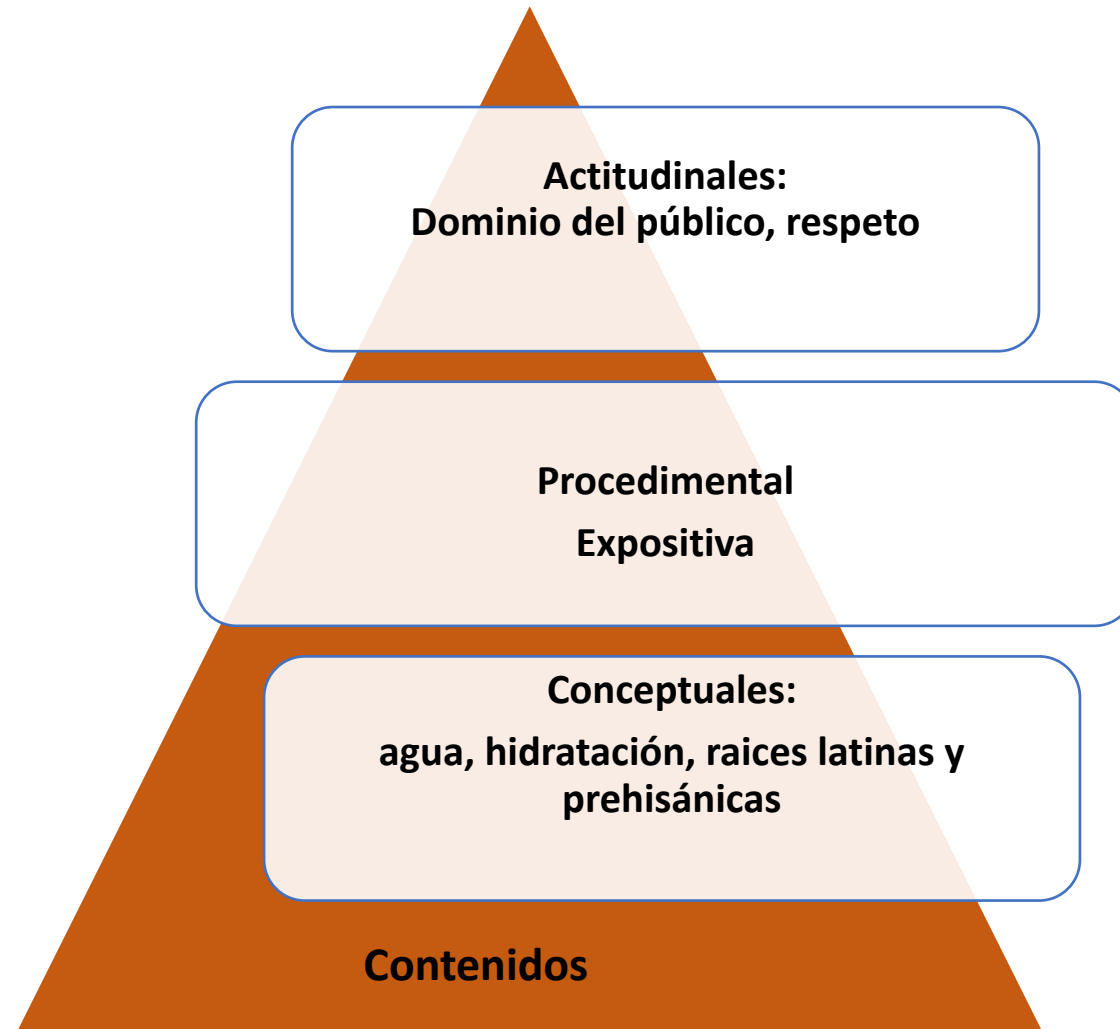 Actitudinales:
Dominio del público, respeto
Procedimental
Expositiva
Conceptuales:
agua, hidratación, raices latinas y
prehisánicas
Contenidos